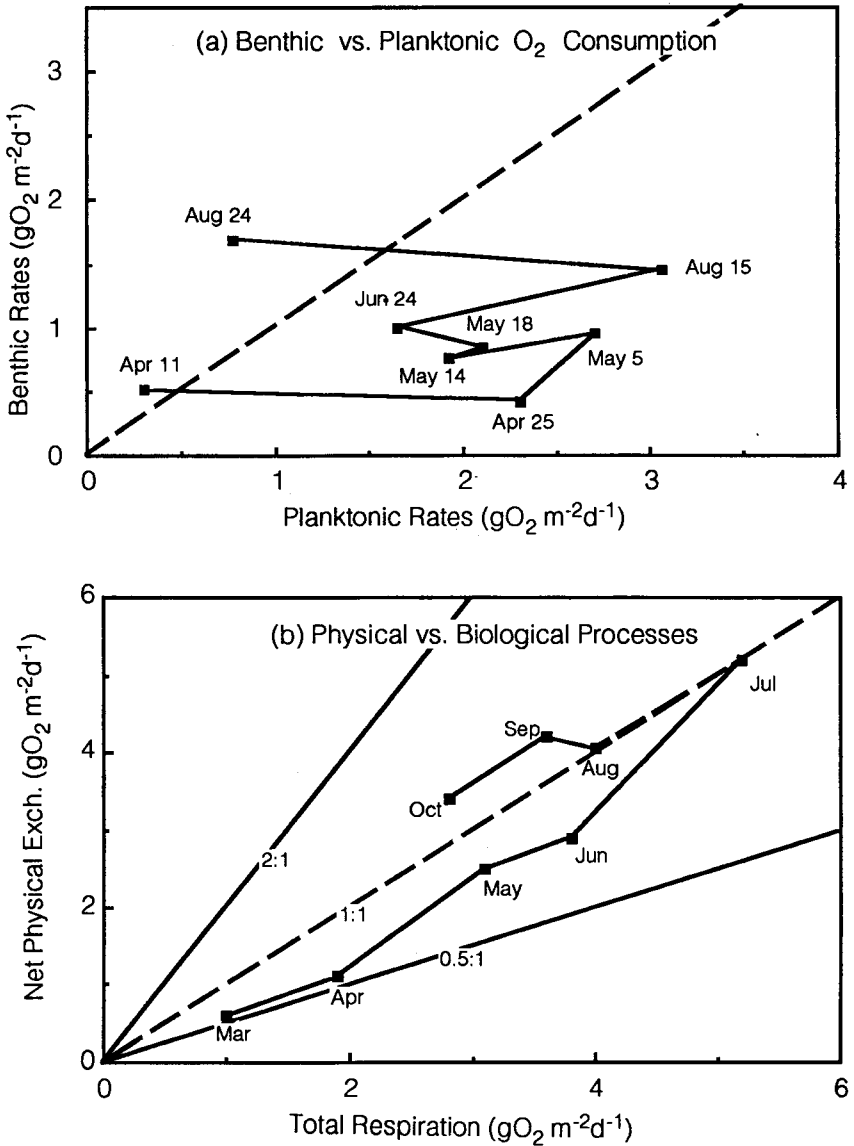 (a) Benthic vs. Planktonic O₂ Consumption
Benthic Rates (gO₂ m⁻²d⁻¹)
3
2
1
0
Aug 24
Aug 15
Jun 24
May 18
May 5
May 14
Apr 11
Apr 25
0 1 2 3 4
Planktonic Rates (gO₂ m⁻²d⁻¹)
(b) Physical vs. Biological Processes
Net Physical Exch. (gO₂ m⁻²d⁻¹)
6
4
2
0
Jul
Sep
Aug
Oct
Jun
2:1
May
1:1
0.5:1
Apr
Mar
0 2 4 6
Total Respiration (gO₂ m⁻²d⁻¹)